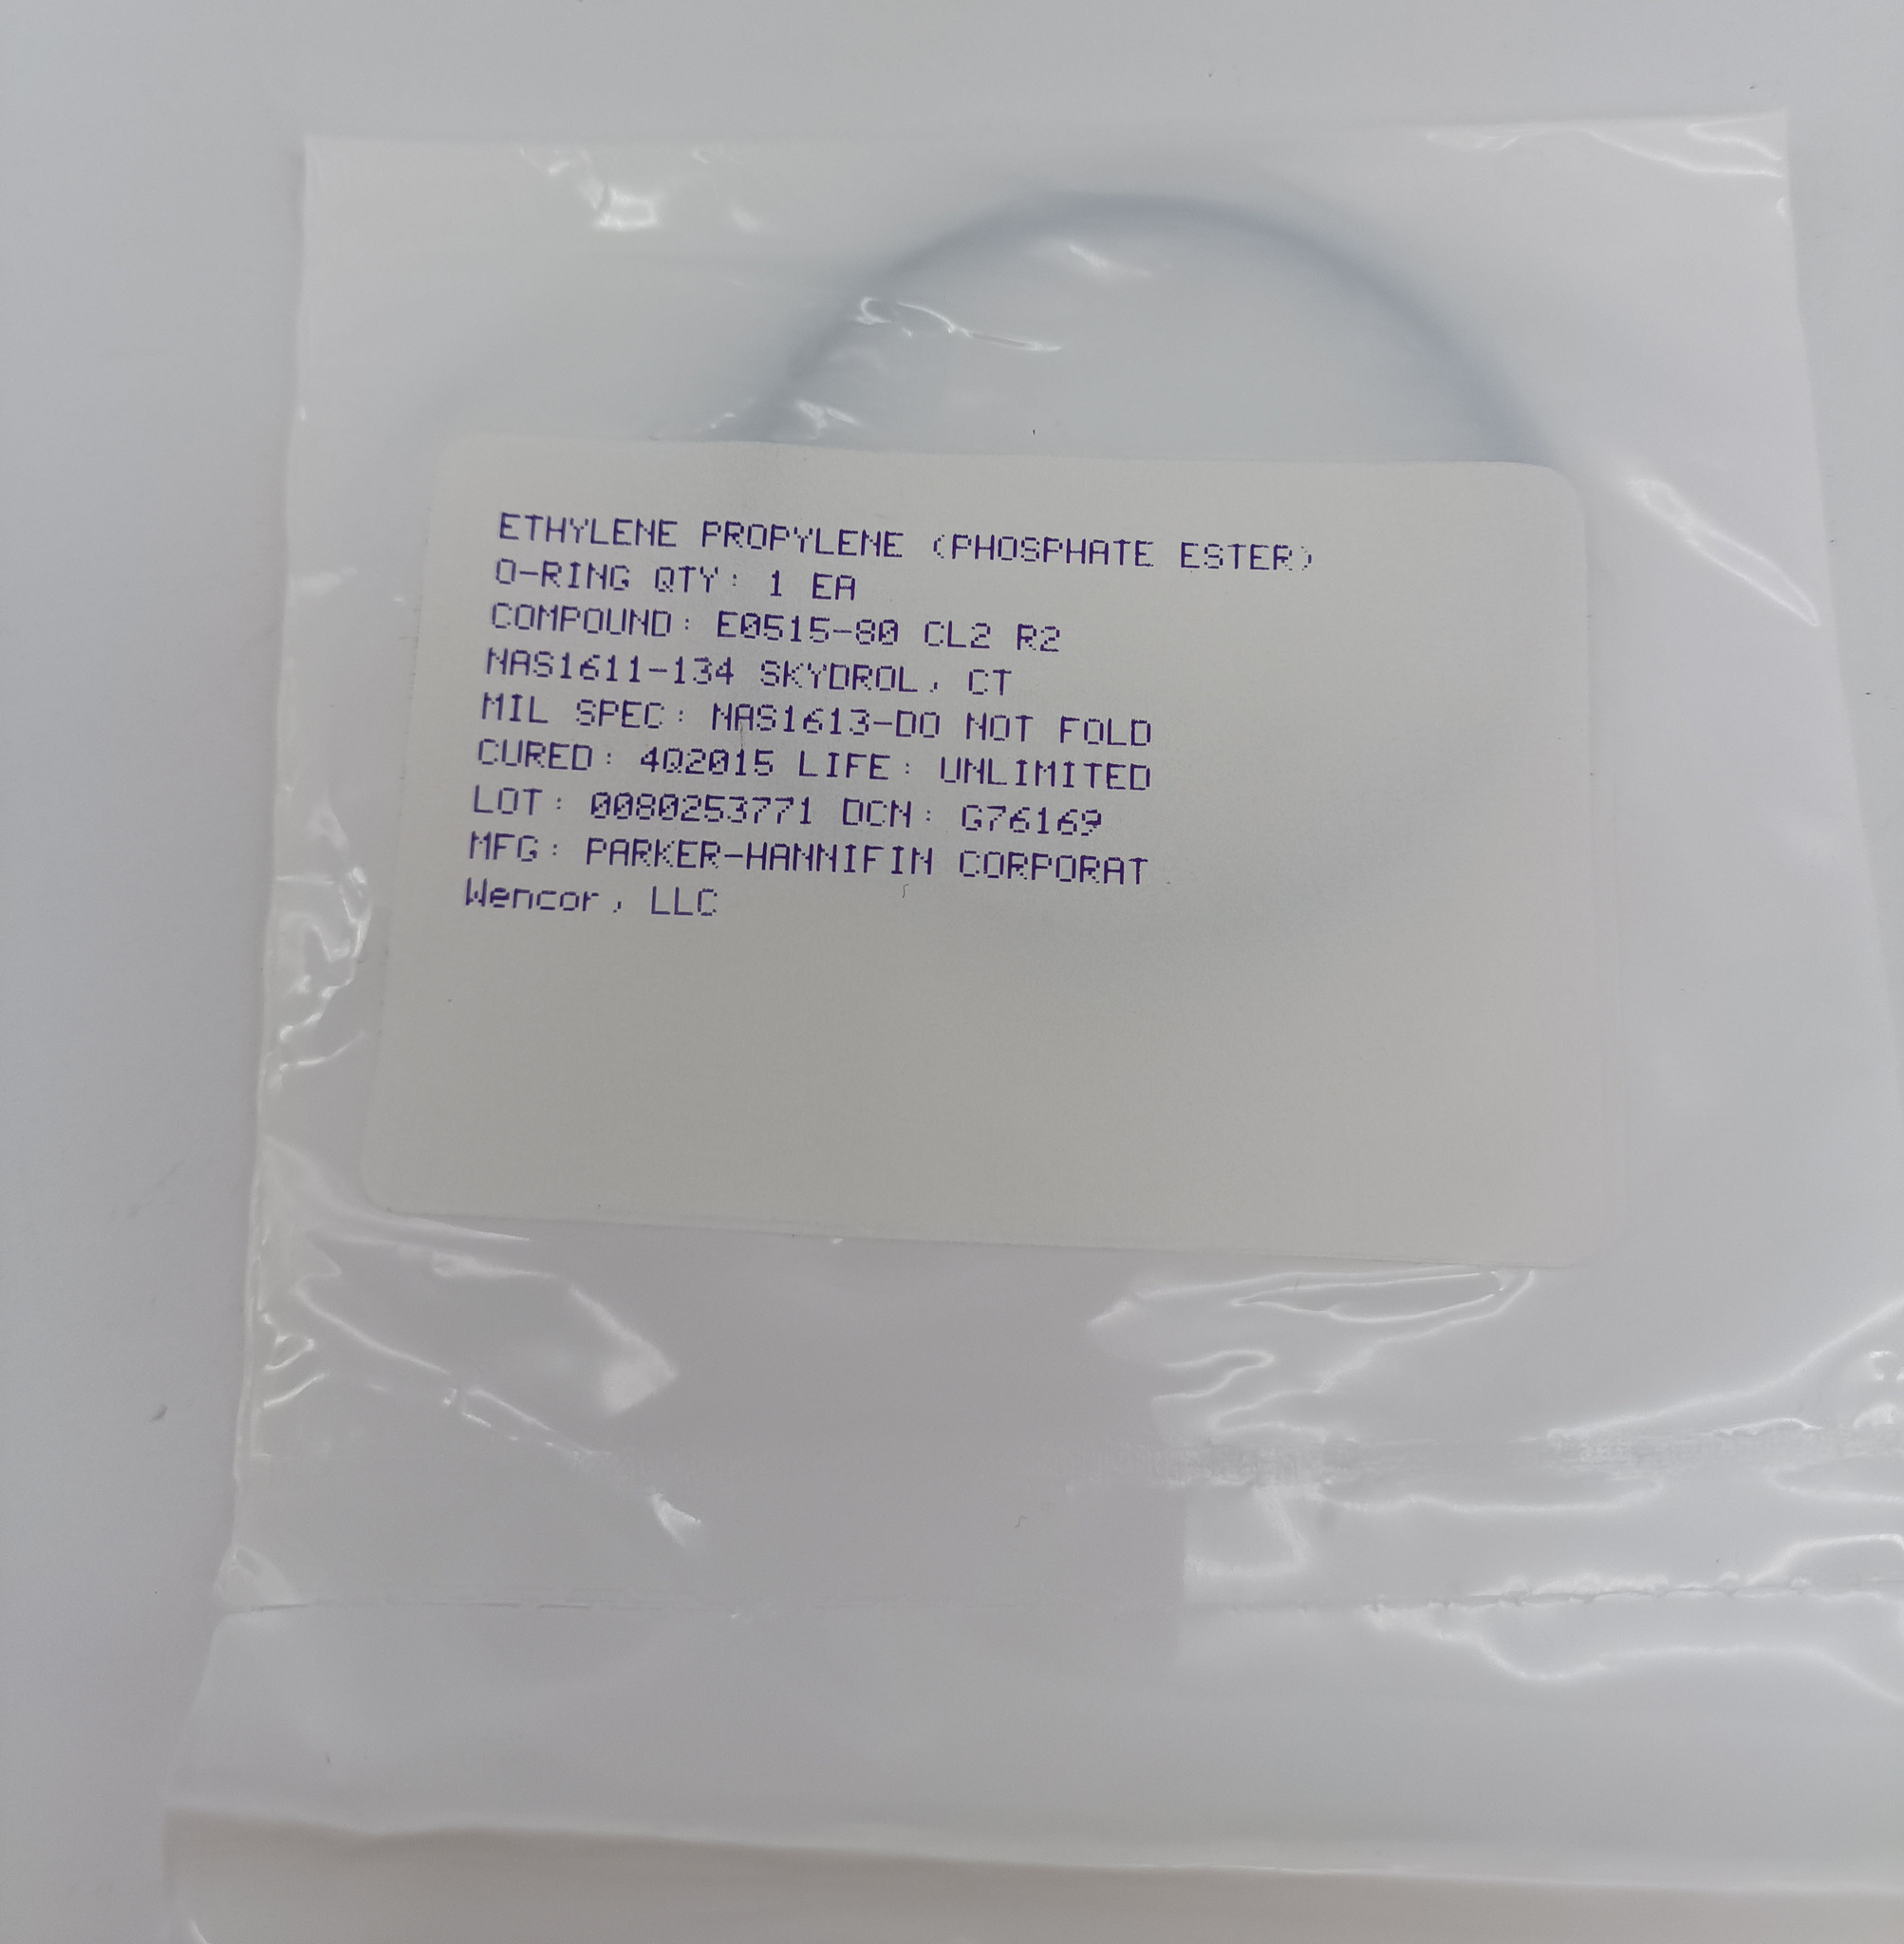 ETHYLENE PROPYLENE (PHOSPHATE ESTER)
O-RING QTY: 1 EA
COMPOUND: E0515-80 CL2 R2
NAS1611-134 SKYDROL, CT
MIL SPEC: NAS1613-DO NOT FOLD
CURED: 4Q2015 LIFE: UNLIMITED
LOT: 0080253771 DCN: G76169
MFG: PARKER-HANNIFIN CORPORAT
Wencor, LLC